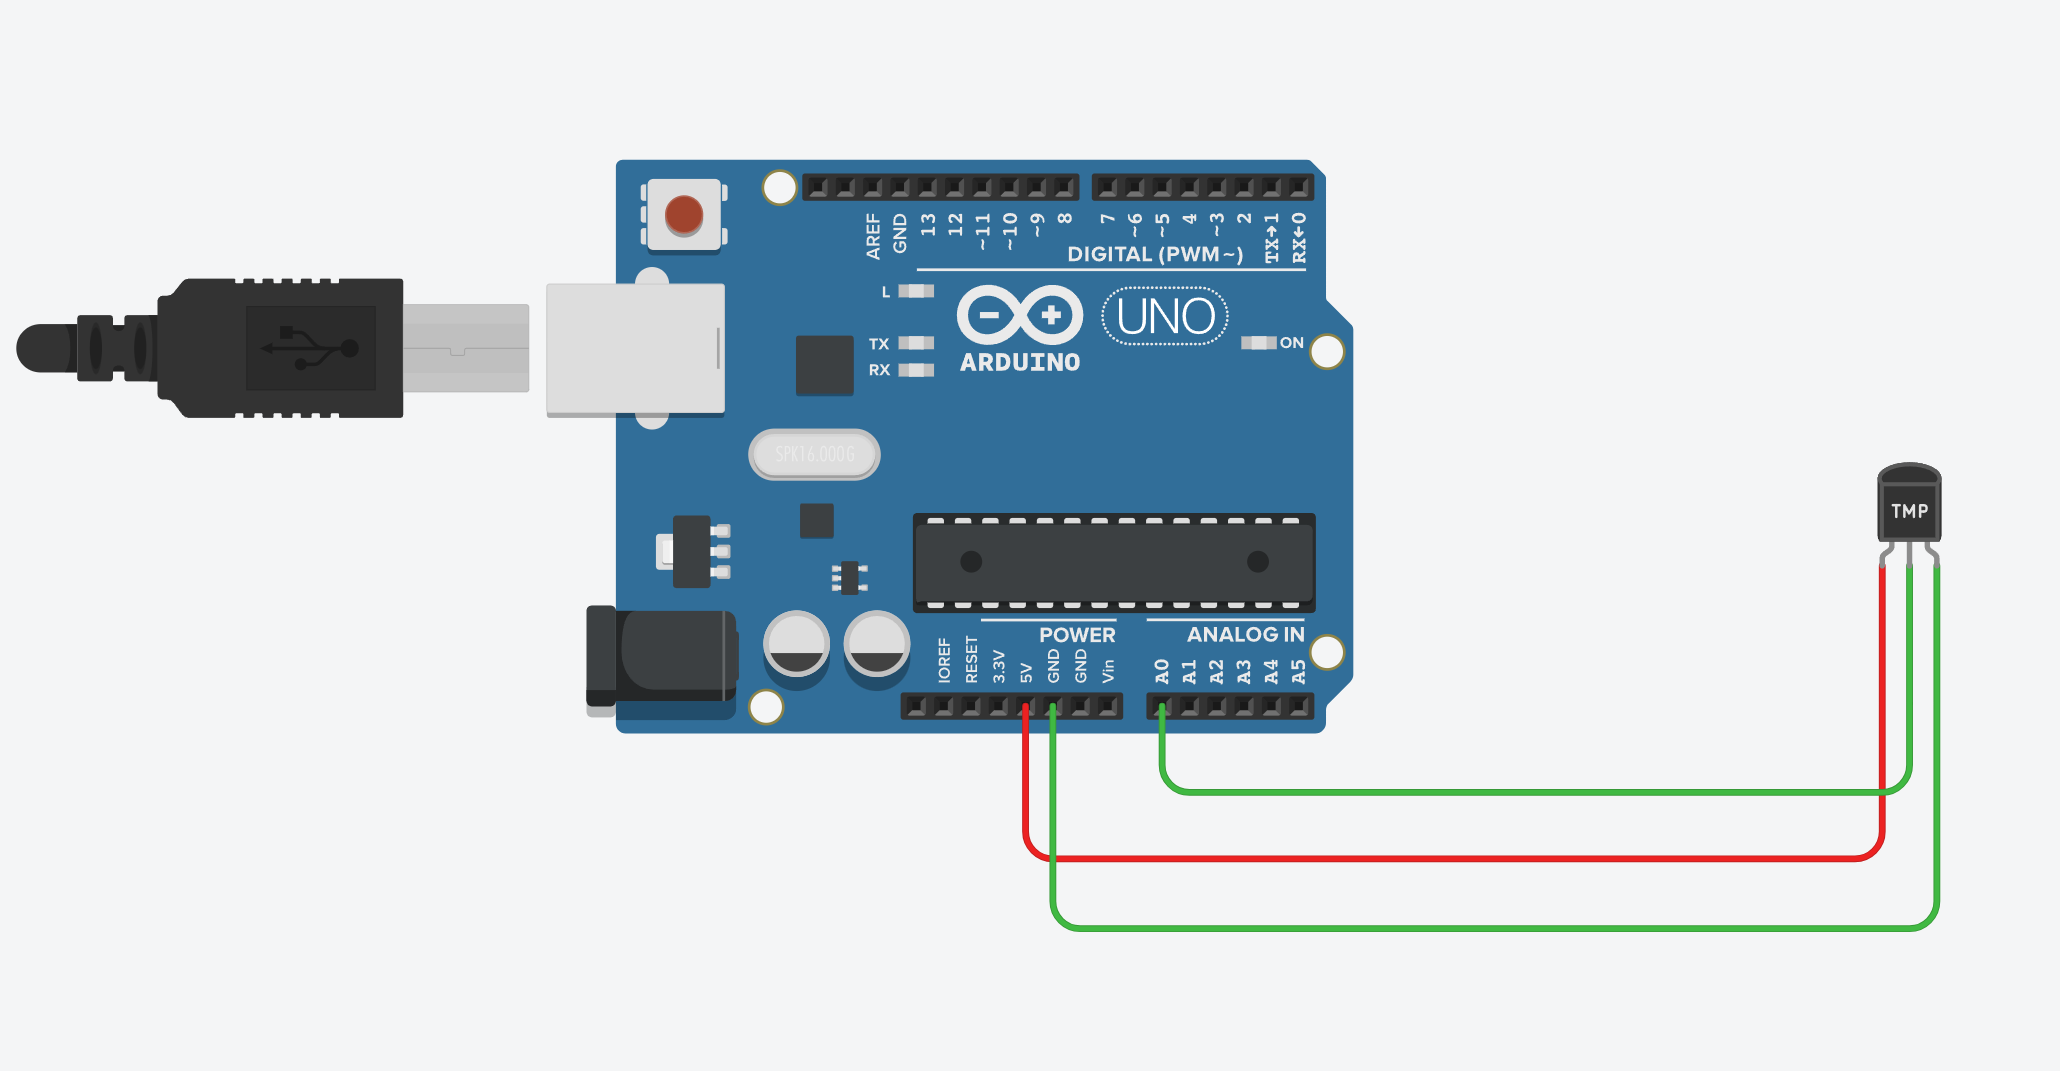 AREF GND 13 12 ~11 ~10 ~9 8 7 ~6 ~5 4 ~3 2 TX→1 RX←0
DIGITAL (PWM~)
L
TX
RX
ARDUINO
UNO
ON
SPK16.000G
TMP
POWER
ANALOG IN
IOREF RESET 3.3V 5V GND GND Vin
A0 A1 A2 A3 A4 A5